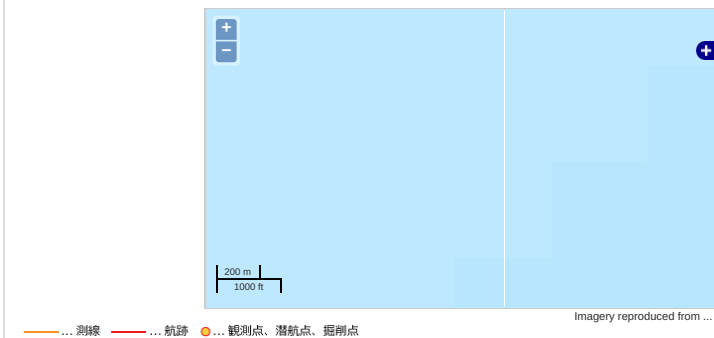 +
−
+
200 m
1000 ft
Imagery reproduced from ...
... 測線 ... 航跡 ... 観測点、潜航点、掘削点